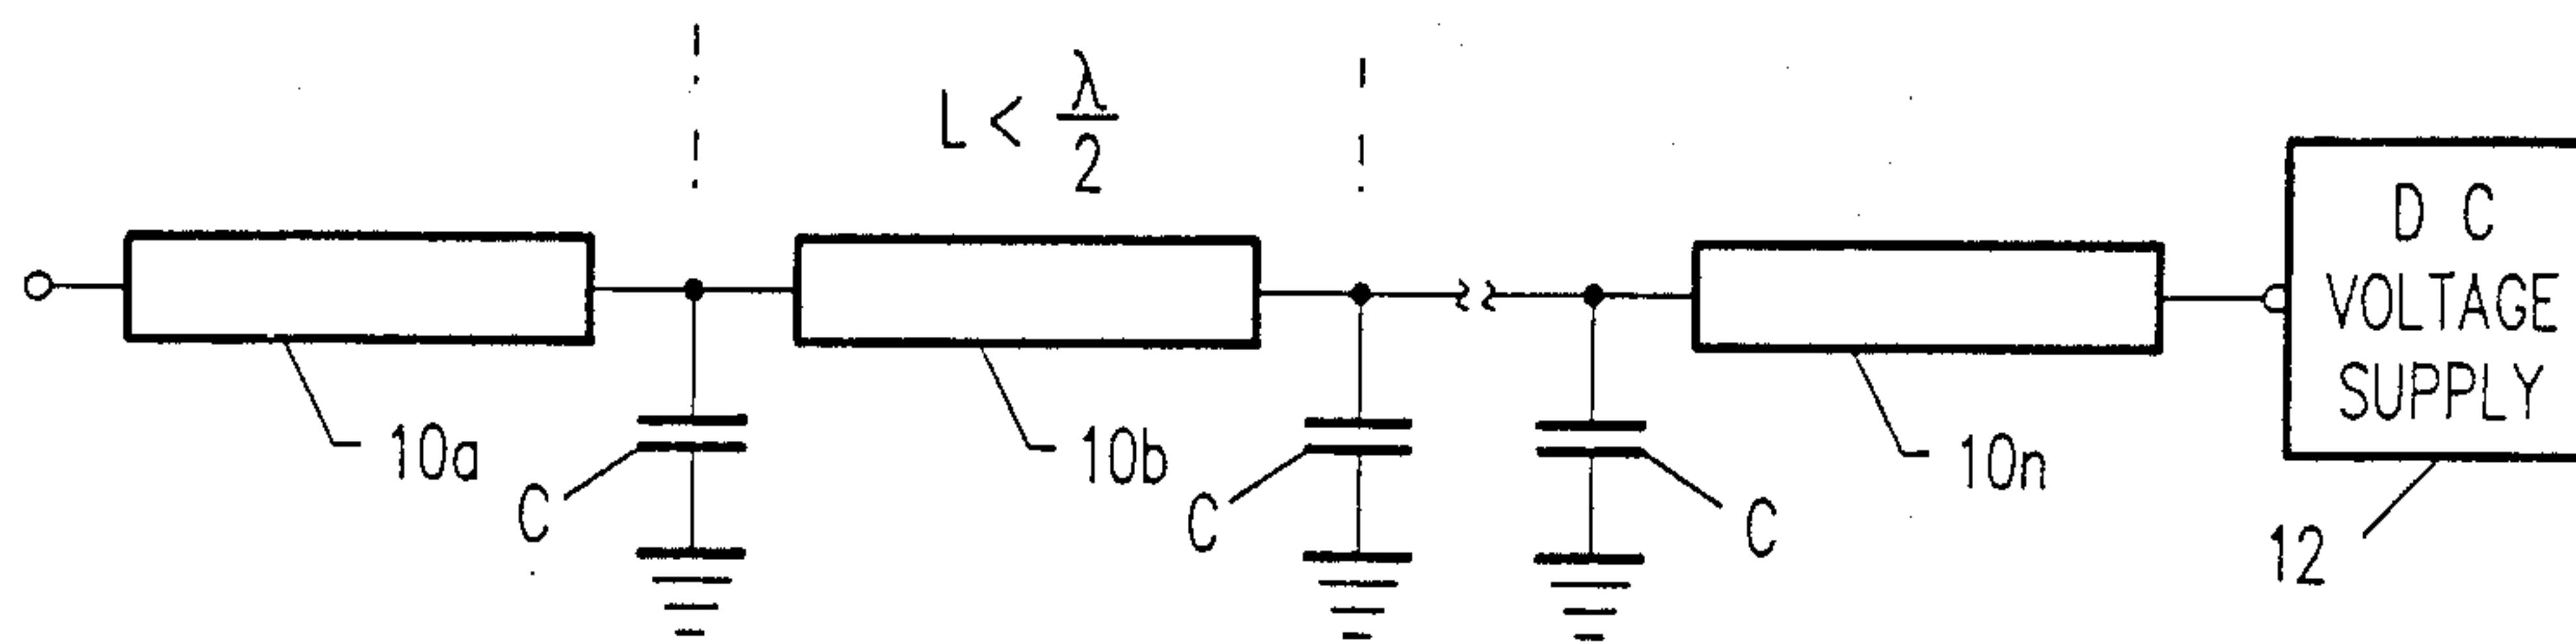 L < λ/2
D C
VOLTAGE
SUPPLY
10a
C
10b
C
C
10n
12